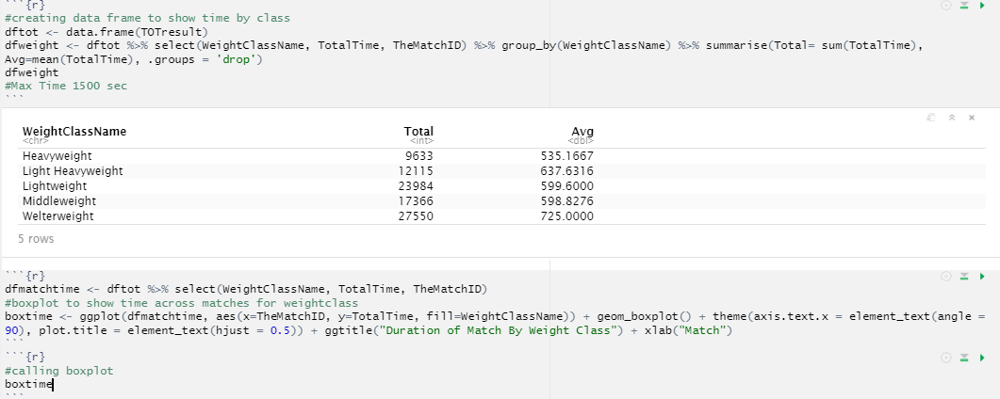 ```{r}
#creating data frame to show time by class
dftot <- data.frame(TOTresult)
dfweight <- dftot %>% select(WeightClassName, TotalTime, TheMatchID) %>% group_by(WeightClassName) %>% summarise(Total= sum(TotalTime),
Avg=mean(TotalTime), .groups = 'drop')
dfweight
#Max Time 1500 sec
```
WeightClassName Total Avg
<chr> <int> <dbl>
Heavyweight 9633 535.1667
Light Heavyweight 12115 637.6316
Lightweight 23984 599.6000
Middleweight 17366 598.8276
Welterweight 27550 725.0000
5 rows
```{r}
dfmatchtime <- dftot %>% select(WeightClassName, TotalTime, TheMatchID)
#boxplot to show time across matches for weightclass
boxtime <- ggplot(dfmatchtime, aes(x=TheMatchID, y=TotalTime, fill=WeightClassName)) + geom_boxplot() + theme(axis.text.x = element_text(angle =
90), plot.title = element_text(hjust = 0.5)) + ggtitle("Duration of Match By Weight Class") + xlab("Match")
```
```{r}
#calling boxplot
boxtime
```